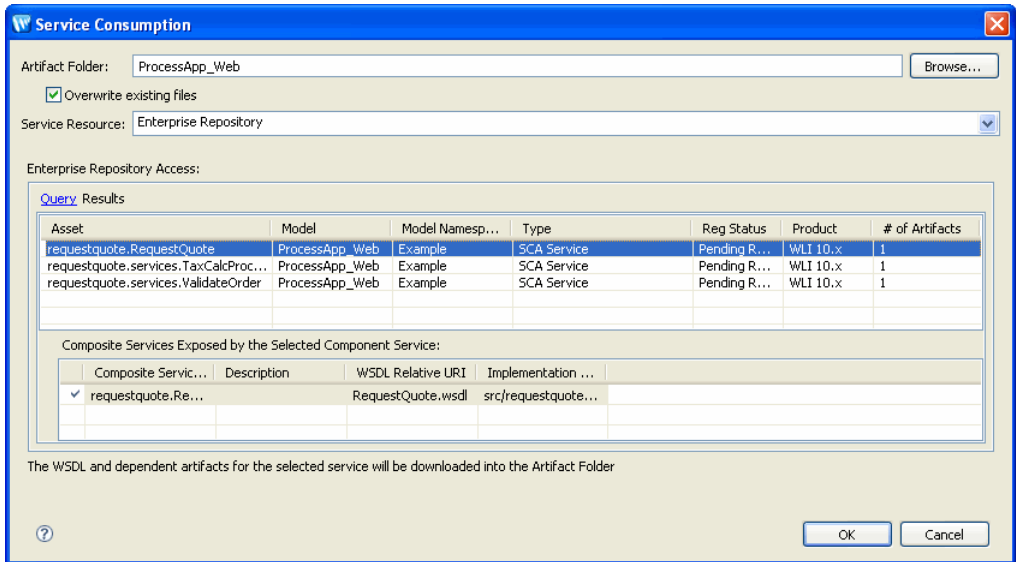 Service Consumption
Artifact Folder: ProcessApp_Web Browse...
Overwrite existing files
Service Resource: Enterprise Repository
Enterprise Repository Access:
Query Results
Asset Model Model Namesp... Type Reg Status Product # of Artifacts
requestquote.RequestQuote ProcessApp_Web Example SCA Service Pending R... WLI 10.x 1
requestquote.services.TaxCalcProc... ProcessApp_Web Example SCA Service Pending R... WLI 10.x 1
requestquote.services.ValidateOrder ProcessApp_Web Example SCA Service Pending R... WLI 10.x 1
Composite Services Exposed by the Selected Component Service:
Composite Servic... Description WSDL Relative URI Implementation ...
requestquote.Re... RequestQuote.wsdl src/requestquote...
The WSDL and dependent artifacts for the selected service will be downloaded into the Artifact Folder
? OK Cancel